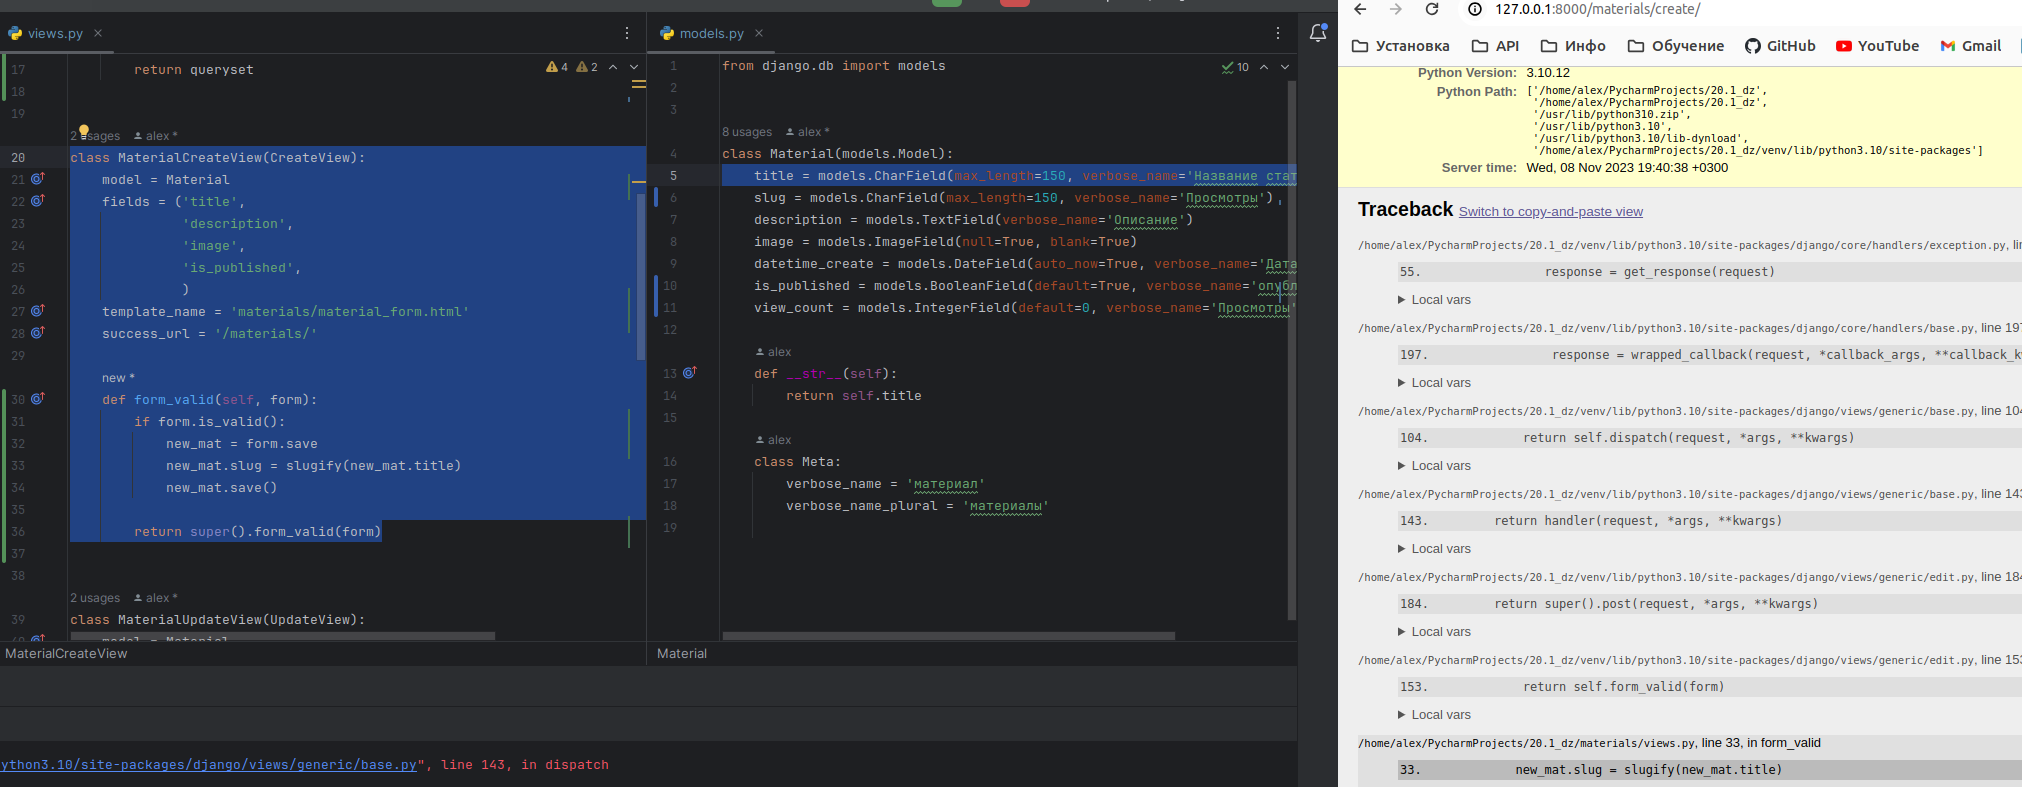 views.py
17 return queryset
4 2
18
19
2 usages alex *
20 class MaterialCreateView(CreateView):
21 model = Material
22 fields = ('title',
23 'description',
24 'image',
25 'is_published',
26 )
27 template_name = 'materials/material_form.html'
28 success_url = '/materials/'
29
new *
30 def form_valid(self, form):
31 if form.is_valid():
32 new_mat = form.save
33 new_mat.slug = slugify(new_mat.title)
34 new_mat.save()
35
36 return super().form_valid(form)
37
38
2 usages alex *
39 class MaterialUpdateView(UpdateView):
model = Material
MaterialCreateView
ython3.10/site-packages/django/views/generic/base.py", line 143, in dispatch
models.py
1 from django.db import models
10
2
3
8 usages alex *
4 class Material(models.Model):
5 title = models.CharField(max_length=150, verbose_name='Название стат
6 slug = models.CharField(max_length=150, verbose_name='Просмотры')
7 description = models.TextField(verbose_name='Описание')
8 image = models.ImageField(null=True, blank=True)
9 datetime_create = models.DateField(auto_now=True, verbose_name='Дата
10 is_published = models.BooleanField(default=True, verbose_name='опубл
11 view_count = models.IntegerField(default=0, verbose_name='Просмотры'
12
alex
13 def __str__(self):
14 return self.title
15
alex
16 class Meta:
17 verbose_name = 'материал'
18 verbose_name_plural = 'материалы'
19
Material
127.0.0.1:8000/materials/create/
Установка API Инфо Обучение GitHub YouTube Gmail
Python Version: 3.10.12
Python Path: ['/home/alex/PycharmProjects/20.1_dz',
'/home/alex/PycharmProjects/20.1_dz',
'/usr/lib/python310.zip',
'/usr/lib/python3.10',
'/usr/lib/python3.10/lib-dynload',
'/home/alex/PycharmProjects/20.1_dz/venv/lib/python3.10/site-packages']
Server time: Wed, 08 Nov 2023 19:40:38 +0300
Traceback Switch to copy-and-paste view
/home/alex/PycharmProjects/20.1_dz/venv/lib/python3.10/site-packages/django/core/handlers/exception.py, lin
55. response = get_response(request)
Local vars
/home/alex/PycharmProjects/20.1_dz/venv/lib/python3.10/site-packages/django/core/handlers/base.py, line 197
197. response = wrapped_callback(request, *callback_args, **callback_k
Local vars
/home/alex/PycharmProjects/20.1_dz/venv/lib/python3.10/site-packages/django/views/generic/base.py, line 104
104. return self.dispatch(request, *args, **kwargs)
Local vars
/home/alex/PycharmProjects/20.1_dz/venv/lib/python3.10/site-packages/django/views/generic/base.py, line 143
143. return handler(request, *args, **kwargs)
Local vars
/home/alex/PycharmProjects/20.1_dz/venv/lib/python3.10/site-packages/django/views/generic/edit.py, line 184
184. return super().post(request, *args, **kwargs)
Local vars
/home/alex/PycharmProjects/20.1_dz/venv/lib/python3.10/site-packages/django/views/generic/edit.py, line 153
153. return self.form_valid(form)
Local vars
/home/alex/PycharmProjects/20.1_dz/materials/views.py, line 33, in form_valid
33. new_mat.slug = slugify(new_mat.title)